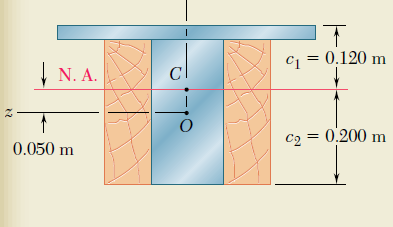 c₁ = 0.120 m
N. A.
C
z
O
0.050 m
c₂ = 0.200 m